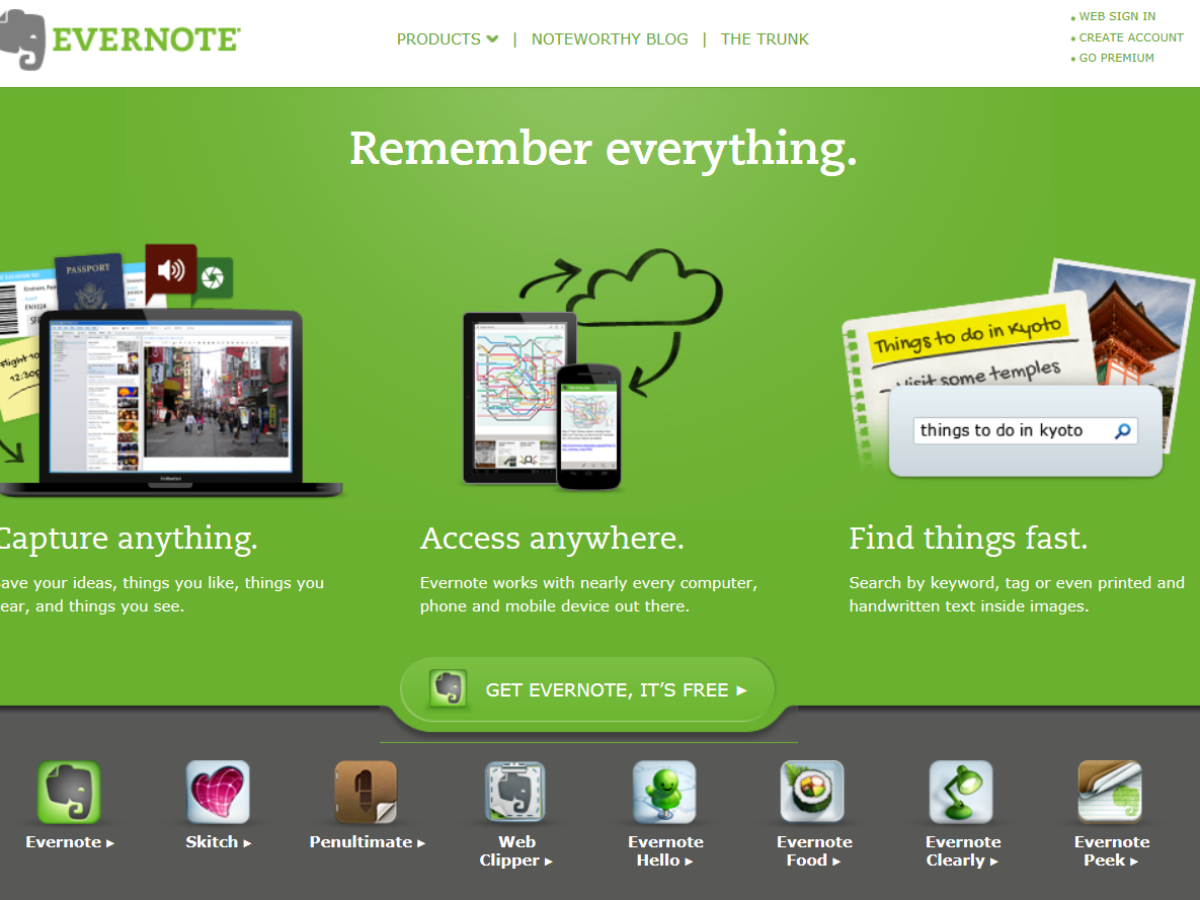 EVERNOTE
PRODUCTS | NOTEWORTHY BLOG | THE TRUNK
• WEB SIGN IN
• CREATE ACCOUNT
• GO PREMIUM
Remember everything.
PASSPORT
12:30p
Things to do in Kyoto
Visit some temples
things to do in kyoto
Capture anything.
ave your ideas, things you like, things you
ear, and things you see.
Access anywhere.
Evernote works with nearly every computer,
phone and mobile device out there.
Find things fast.
Search by keyword, tag or even printed and
handwritten text inside images.
GET EVERNOTE, IT'S FREE ▸
Evernote ▸
Skitch ▸
Penultimate ▸
Web
Clipper ▸
Evernote
Hello ▸
Evernote
Food ▸
Evernote
Clearly ▸
Evernote
Peek ▸